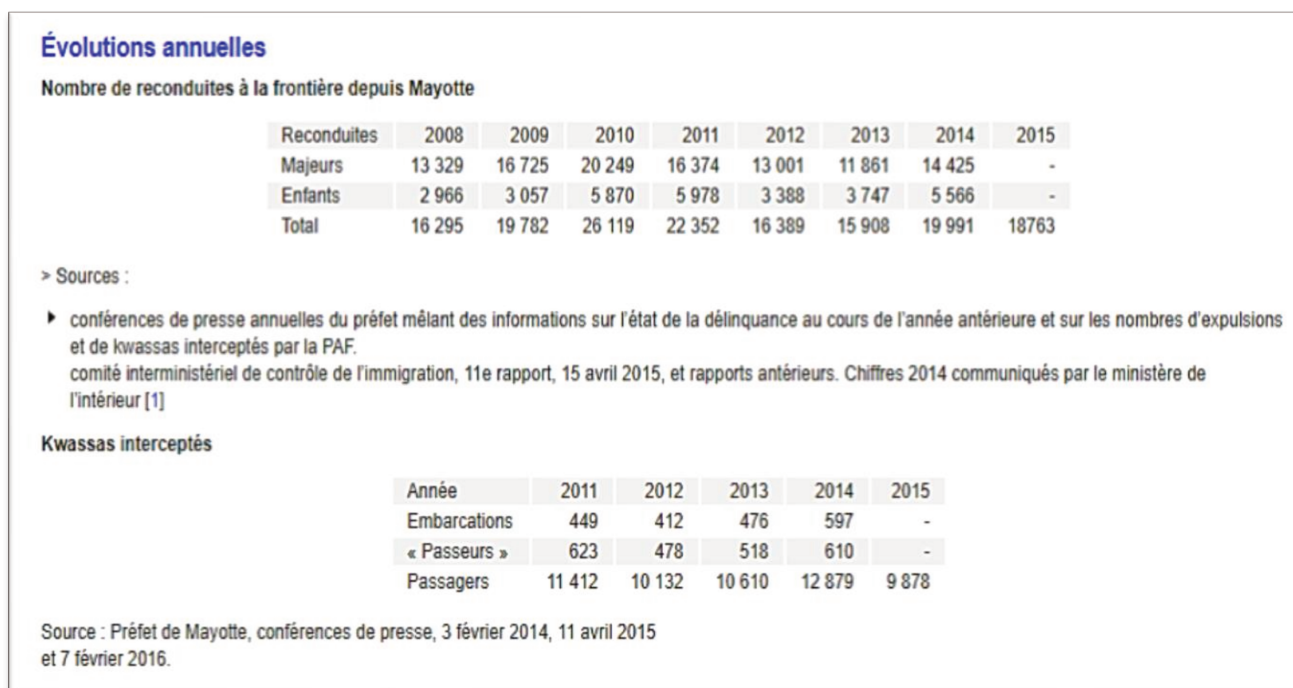 Évolutions annuelles
Nombre de reconduites à la frontière depuis Mayotte
Reconduites 2008 2009 2010 2011 2012 2013 2014 2015
Majeurs 13 329 16 725 20 249 16 374 13 001 11 861 14 425 -
Enfants 2 966 3 057 5 870 5 978 3 388 3 747 5 566 -
Total 16 295 19 782 26 119 22 352 16 389 15 908 19 991 18763
> Sources :
conférences de presse annuelles du préfet mêlant des informations sur l'état de la délinquance au cours de l'année antérieure et sur les nombres d'expulsions
et de kwassas interceptés par la PAF.
comité interministériel de contrôle de l'immigration, 11e rapport, 15 avril 2015, et rapports antérieurs. Chiffres 2014 communiqués par le ministère de
l'intérieur [1]
Kwassas interceptés
Année 2011 2012 2013 2014 2015
Embarcations 449 412 476 597 -
« Passeurs » 623 478 518 610 -
Passagers 11 412 10 132 10 610 12 879 9 878
Source : Préfet de Mayotte, conférences de presse, 3 février 2014, 11 avril 2015
et 7 février 2016.